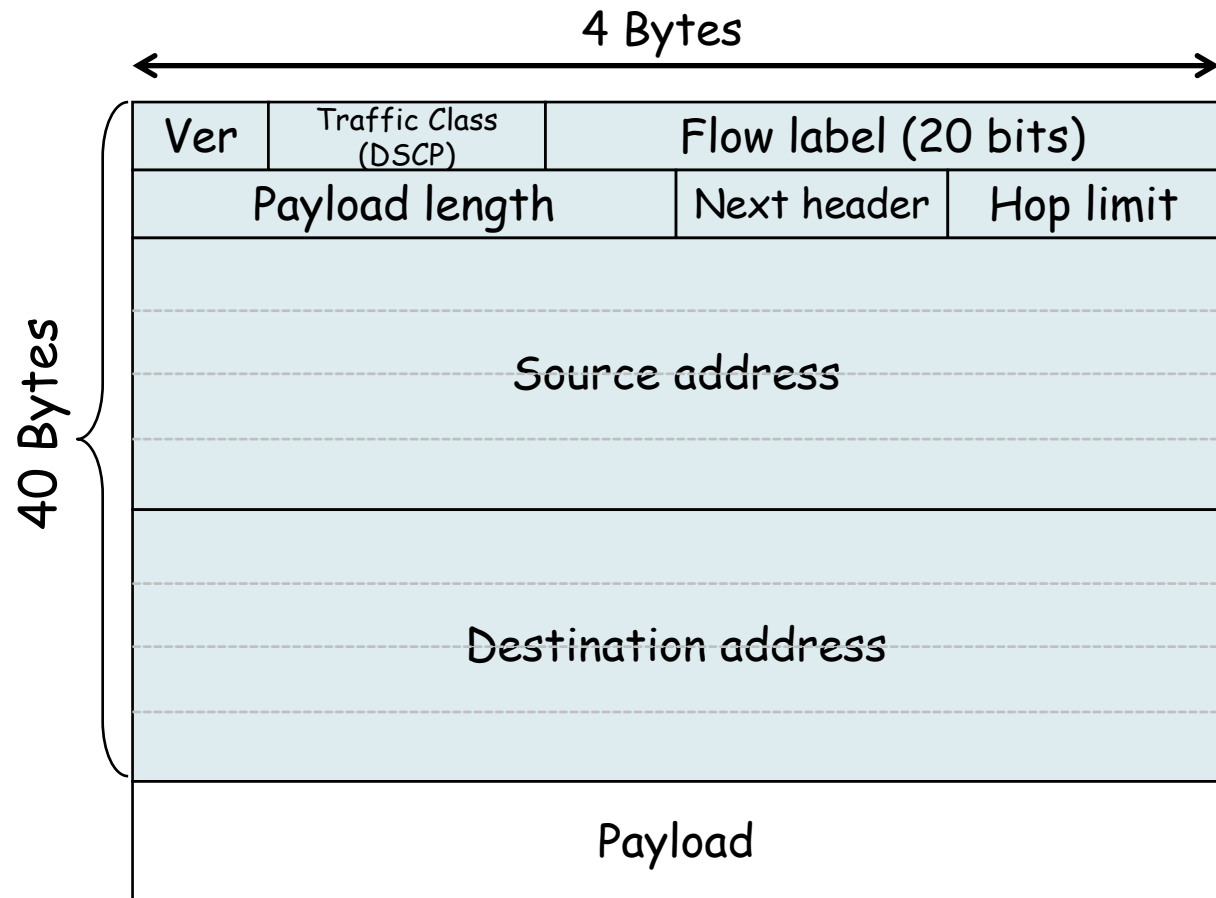 4 Bytes
Ver
Traffic Class
(DSCP)
Flow label (20 bits)
Payload length
Next header
Hop limit
40 Bytes
Source address
Destination address
Payload